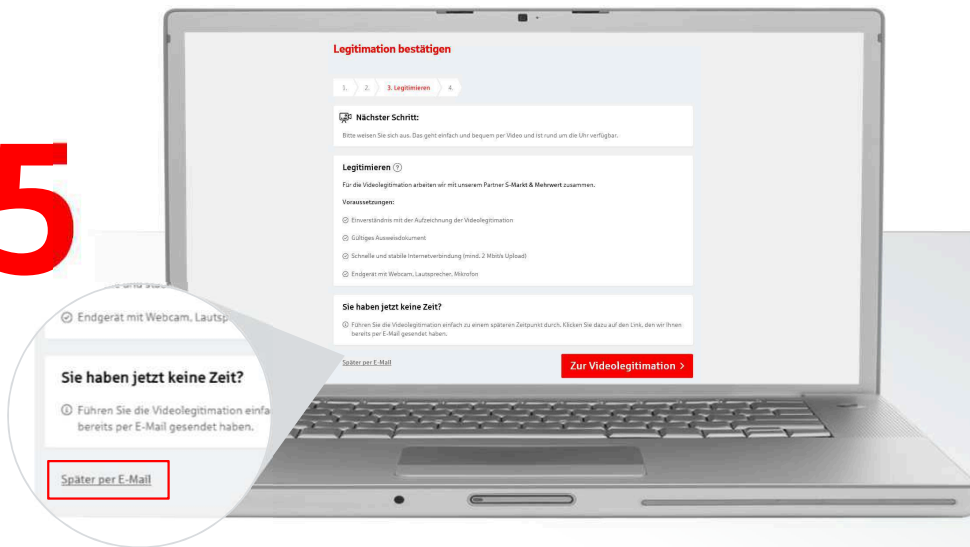 5
Legitimation bestätigen
1. 2. 3. Legitimieren 4.
Nächster Schritt:
Bitte weisen Sie sich aus. Das geht einfach und bequem per Video und ist rund um die Uhr verfügbar.
Legitimieren ?
Für die Videolegitimation arbeiten wir mit unserem Partner S-Markt & Mehrwert zusammen.
Voraussetzungen:
Einverständnis mit der Aufzeichnung der Videolegitimation
Gültiges Ausweisdokument
Schnelle und stabile Internetverbindung (mind. 2 Mbit/s Upload)
Endgerät mit Webcam, Lautsprecher, Mikrofon
Sie haben jetzt keine Zeit?
Führen Sie die Videolegitimation einfach zu einem späteren Zeitpunkt durch. Klicken Sie dazu auf den Link, den wir Ihnen
bereits per E-Mail gesendet haben.
Später per E-Mail
Zur Videolegitimation >
Endgerät mit Webcam, Lautsp
Sie haben jetzt keine Zeit?
Führen Sie die Videolegitimation einfa
bereits per E-Mail gesendet haben.
Später per E-Mail